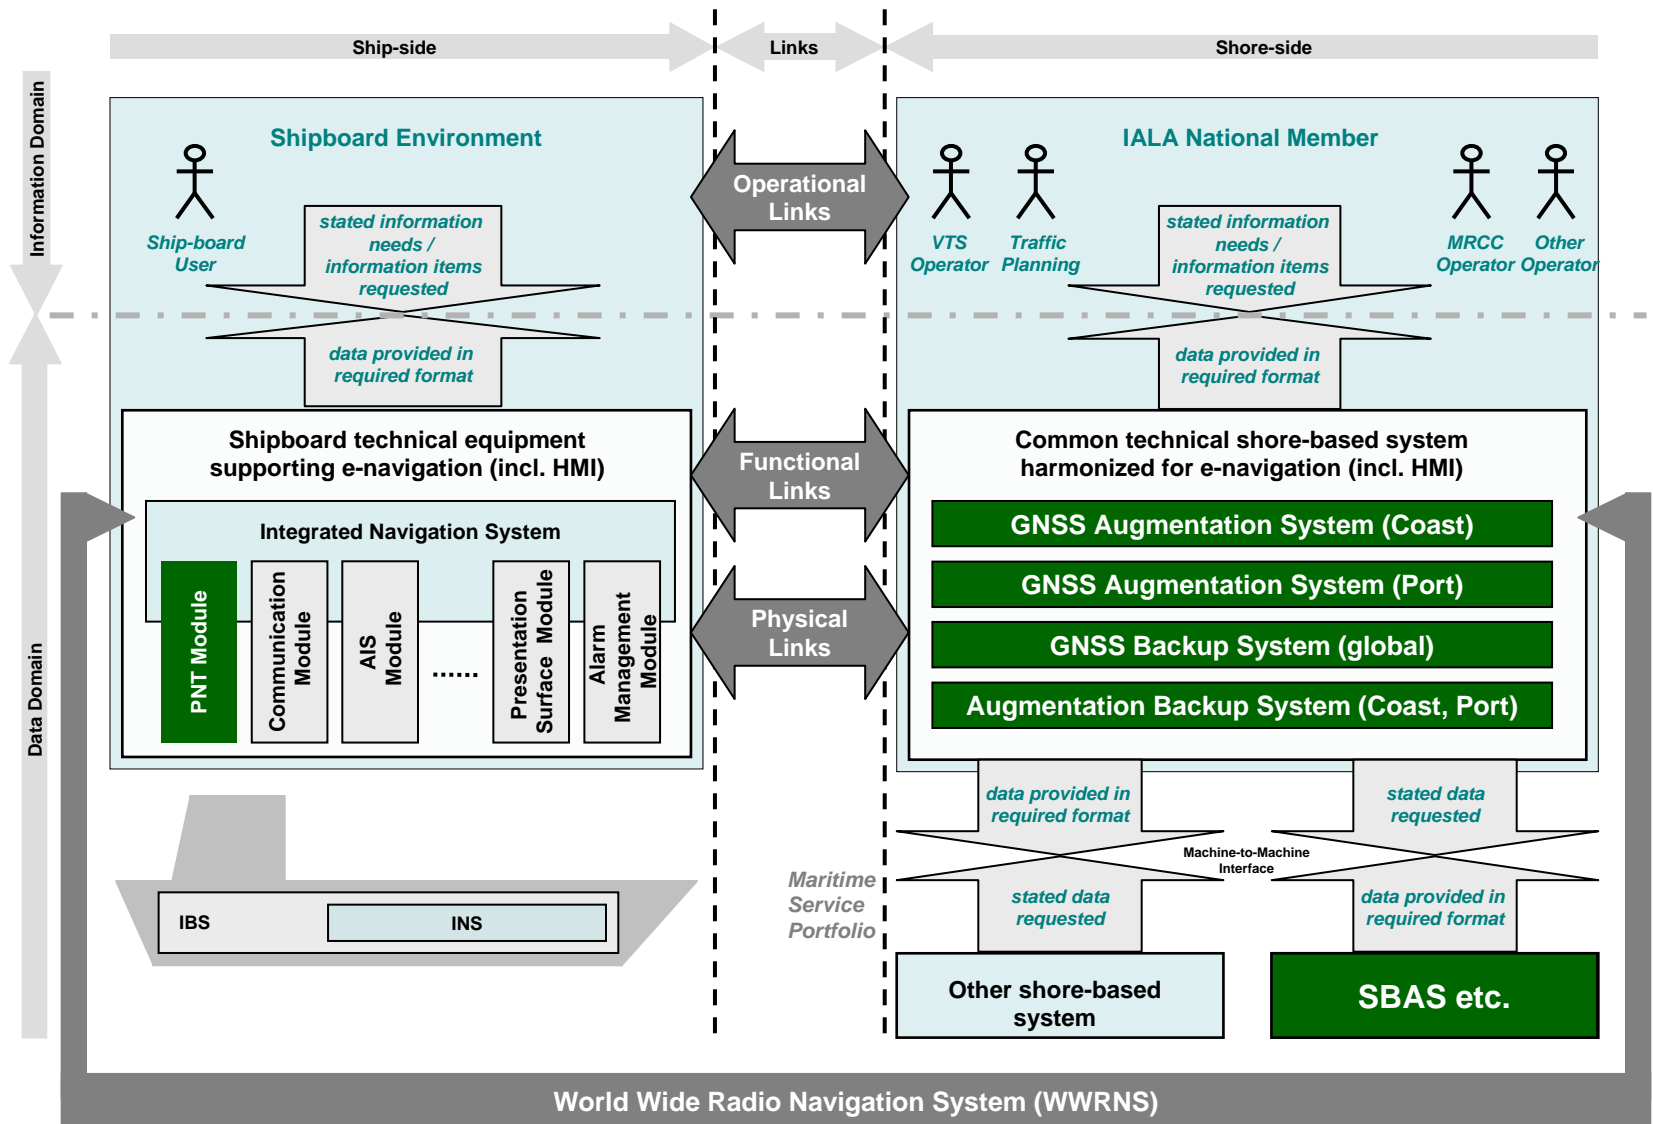 Ship-side
Links
Shore-side
Information Domain
Data Domain
Shipboard Environment
Ship-board
User
stated information
needs /
information items
requested
data provided in
required format
Operational
Links
IALA National Member
VTS
Operator
Traffic
Planning
stated information
needs /
information items
requested
MRCC
Operator
Other
Operator
data provided in
required format
Shipboard technical equipment
supporting e-navigation (incl. HMI)
Integrated Navigation System
PNT Module
Communication
Module
AIS
Module
......
Presentation
Surface Module
Alarm
Management
Module
Functional
Links
Physical
Links
Common technical shore-based system
harmonized for e-navigation (incl. HMI)
GNSS Augmentation System (Coast)
GNSS Augmentation System (Port)
GNSS Backup System (global)
Augmentation Backup System (Coast, Port)
data provided in
required format
stated data
requested
Machine-to-Machine
Interface
stated data
requested
data provided in
required format
Maritime
Service
Portfolio
IBS
INS
Other shore-based
system
SBAS etc.
World Wide Radio Navigation System (WWRNS)